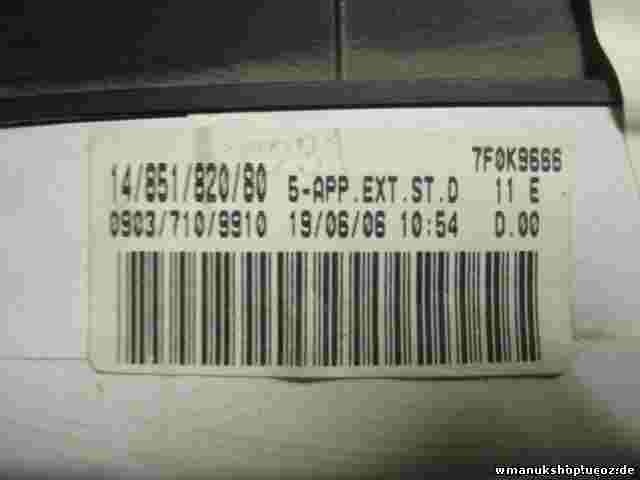 7F0K9666
14/851/820/80 5-APP.EXT.ST.D 11 E
0903/710/9910 19/06/06 10:54 D.00
wmanukshop.ucoz.de